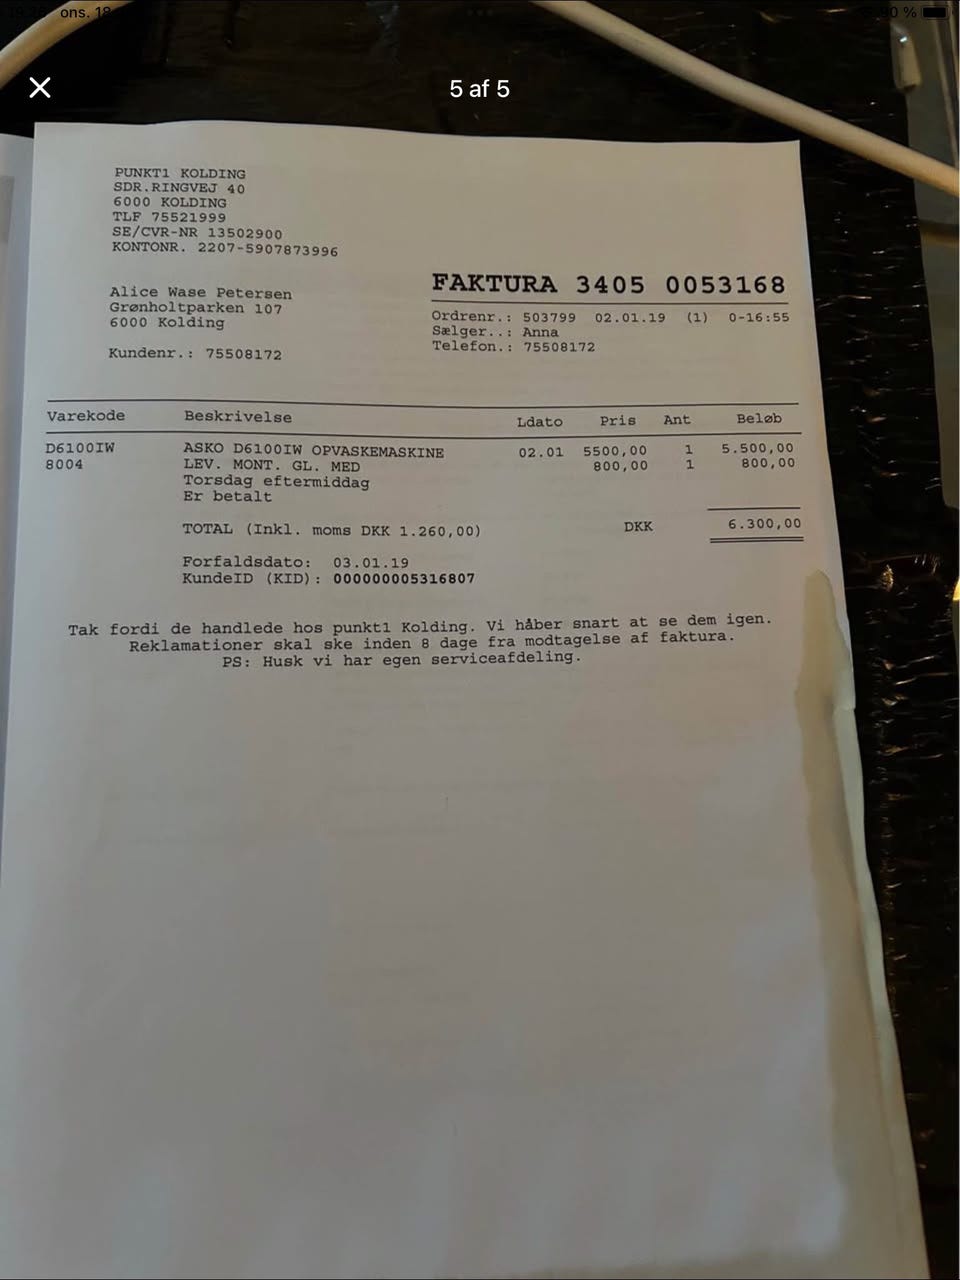 ons. 18
90 %
5 af 5
PUNKT1 KOLDING
SDR.RINGVEJ 40
6000 KOLDING
TLF 75521999
SE/CVR-NR 13502900
KONTONR. 2207-5907873996
FAKTURA 3405 0053168
Alice Wase Petersen
Grønholtparken 107
6000 Kolding
Kundenr.: 75508172
Ordrenr.: 503799 02.01.19 (1) 0-16:55
Sælger..: Anna
Telefon.: 75508172
Varekode Beskrivelse Ldato Pris Ant Beløb
D6100IW ASKO D6100IW OPVASKEMASKINE 02.01 5500,00 1 5.500,00
8004 LEV. MONT. GL. MED 800,00 1 800,00
Torsdag eftermiddag
Er betalt
TOTAL (Inkl. moms DKK 1.260,00) DKK 6.300,00
Forfaldsdato: 03.01.19
KundeID (KID): 000000005316807
Tak fordi de handlede hos punkt1 Kolding. Vi håber snart at se dem igen.
Reklamationer skal ske inden 8 dage fra modtagelse af faktura.
PS: Husk vi har egen serviceafdeling.